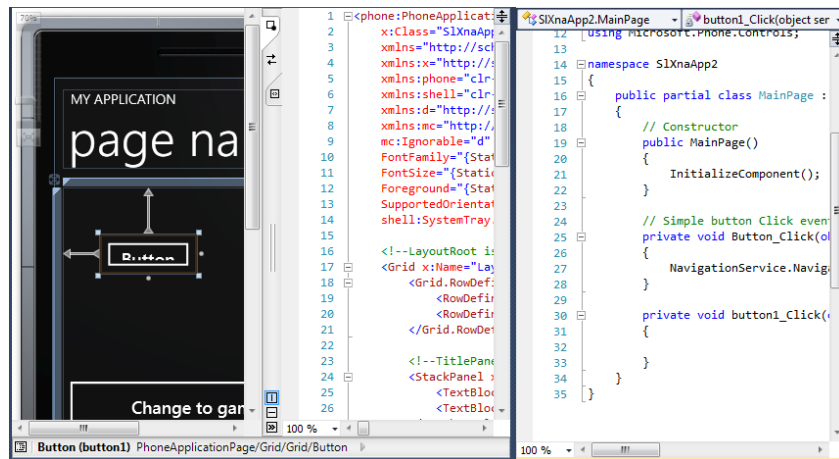 78%
MY APPLICATION
page na
Button
Change to gan
Button (button1) PhoneApplicationPage/Grid/Grid/Button
1 <phone:PhoneApplicati
2 x:Class="SlXnaApp
3 xmlns="http://sch
4 xmlns:x="http://s
5 xmlns:phone="clr-
6 xmlns:shell="clr-
7 xmlns:d="http://s
8 xmlns:mc="http://
9 mc:Ignorable="d"
10 FontFamily="{Stat
11 FontSize="{Static
12 Foreground="{Stat
13 SupportedOrientat
14 shell:SystemTray.
15
16 <!--LayoutRoot is
17 <Grid x:Name="Lay
18 <Grid.RowDefi
19 <RowDefin
20 <RowDefin
21 </Grid.RowDef
22
23 <!--TitlePane
24 <StackPanel x
25 <TextBloc
26 <TextBloc
100 %
SlXnaApp2.MainPage button1_Click(object ser
12 using Microsoft.Phone.Controls;
13
14 namespace SlXnaApp2
15 {
16 public partial class MainPage :
17 {
18 // Constructor
19 public MainPage()
20 {
21 InitializeComponent();
22 }
23
24 // Simple button Click even
25 private void Button_Click(ob
26 {
27 NavigationService.Naviga
28 }
29
30 private void button1_Click(
31 {
32
33 }
34 }
35 }
100 %